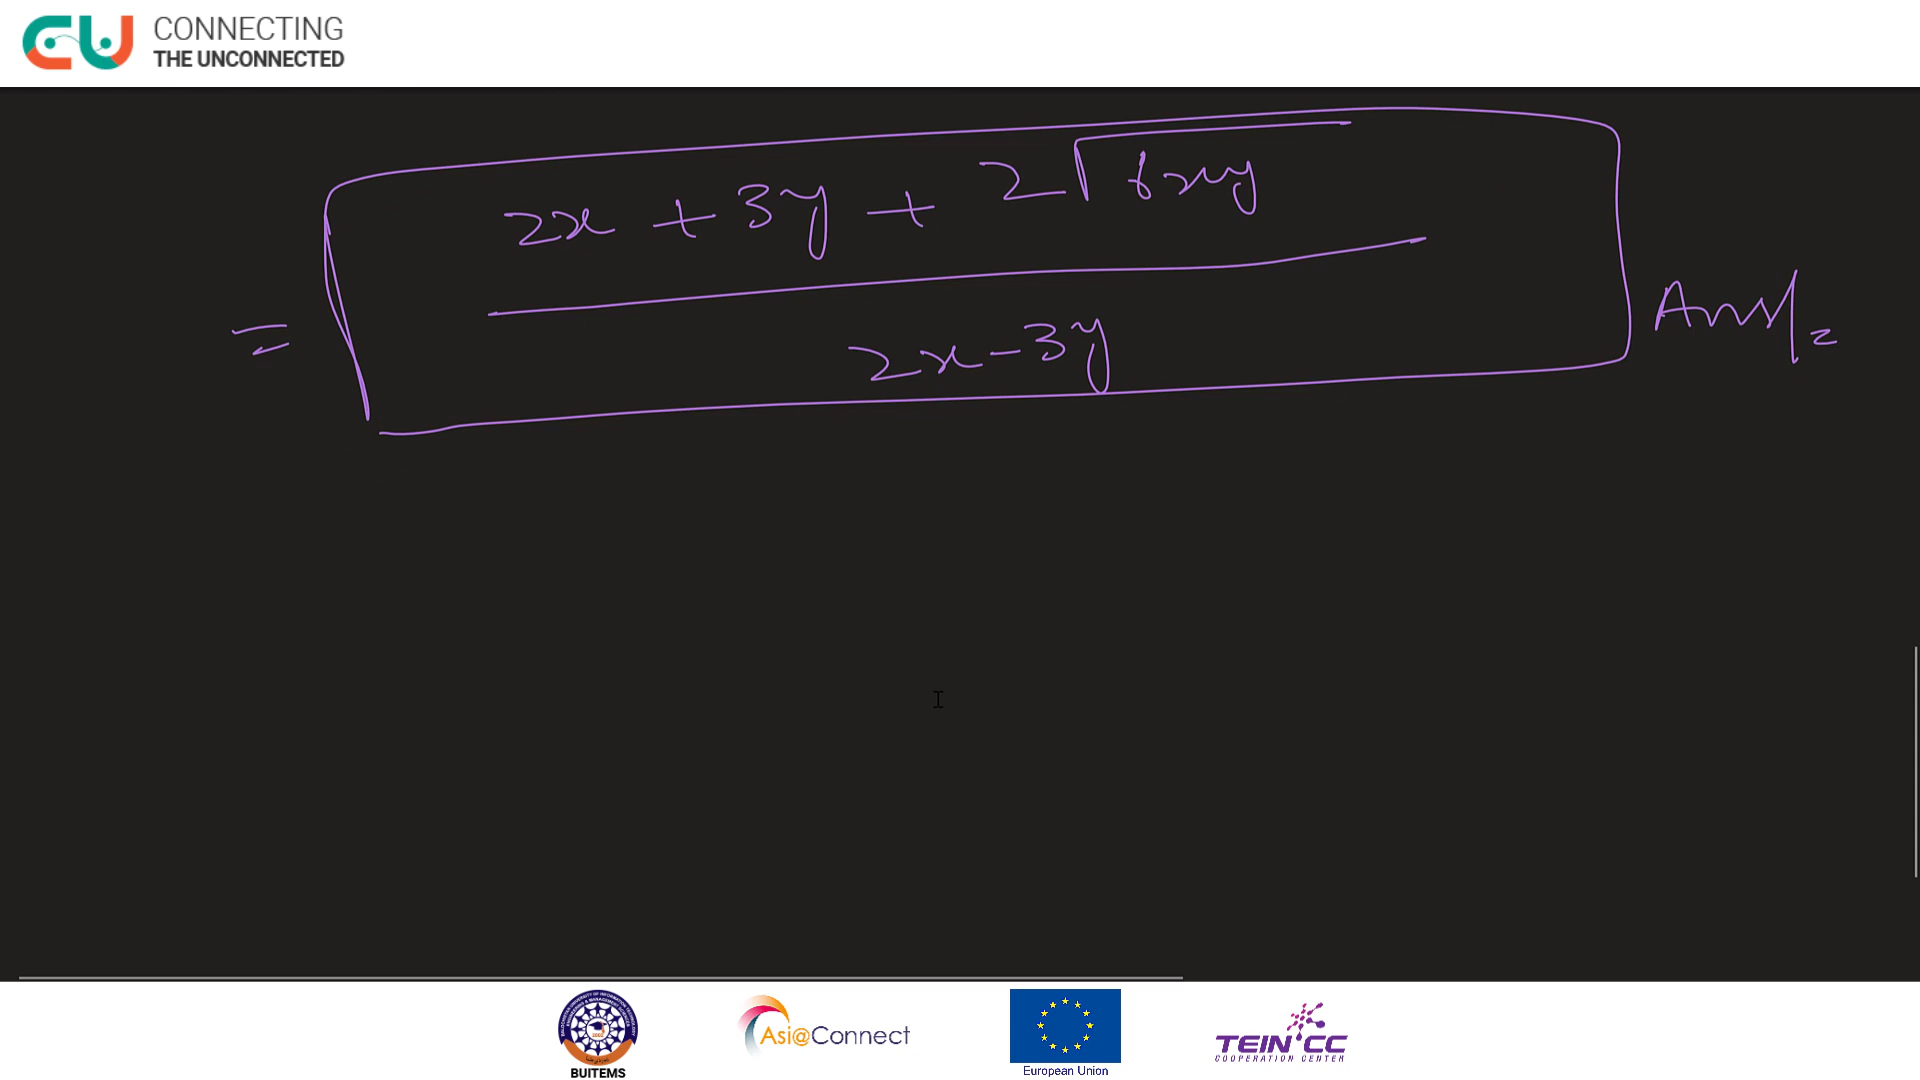 CONNECTING
THE UNCONNECTED
2x + 3y + 2√6xy
=
2x - 3y
Ans
BUITEMS
Asi@Connect
European Union
TEIN*CC
COOPERATION CENTER